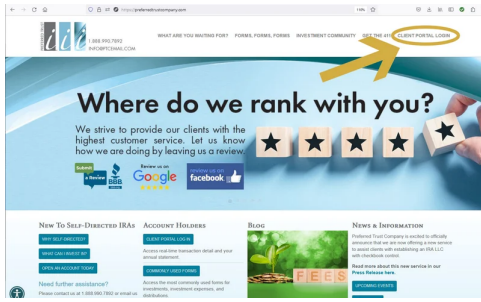 https://preferredtrustcompany.com
1.888.990.7892
INFO@PTCEMAIL.COM
WHAT ARE YOU WAITING FOR? FORMS, FORMS, FORMS INVESTMENT COMMUNITY GET THE 411 CLIENT PORTAL LOGIN
Where do we rank with you?
We strive to provide our clients with the
highest customer service. Let us know
how we are doing by leaving us a review.
Submit
a Review
BBB
Review us on
Google
review us on
facebook
NEW TO SELF-DIRECTED IRAS
WHY SELF-DIRECTED?
WHAT CAN I INVEST IN?
OPEN AN ACCOUNT TODAY
Need further assistance?
Please contact us at 1.888.990.7892 or email us
ACCOUNT HOLDERS
CLIENT PORTAL LOG IN
Access real-time transaction detail and your
annual statement.
COMMONLY USED FORMS
Access the most commonly used forms for
investments, investment expenses, and
distributions.
BLOG
FEES
NEWS & INFORMATION
Preferred Trust Company is excited to officially
announce that we are now offering a new service
to assist clients with establishing an IRA LLC
with checkbook control.
Read more about this new service in our
Press Release here.
UPCOMING EVENTS